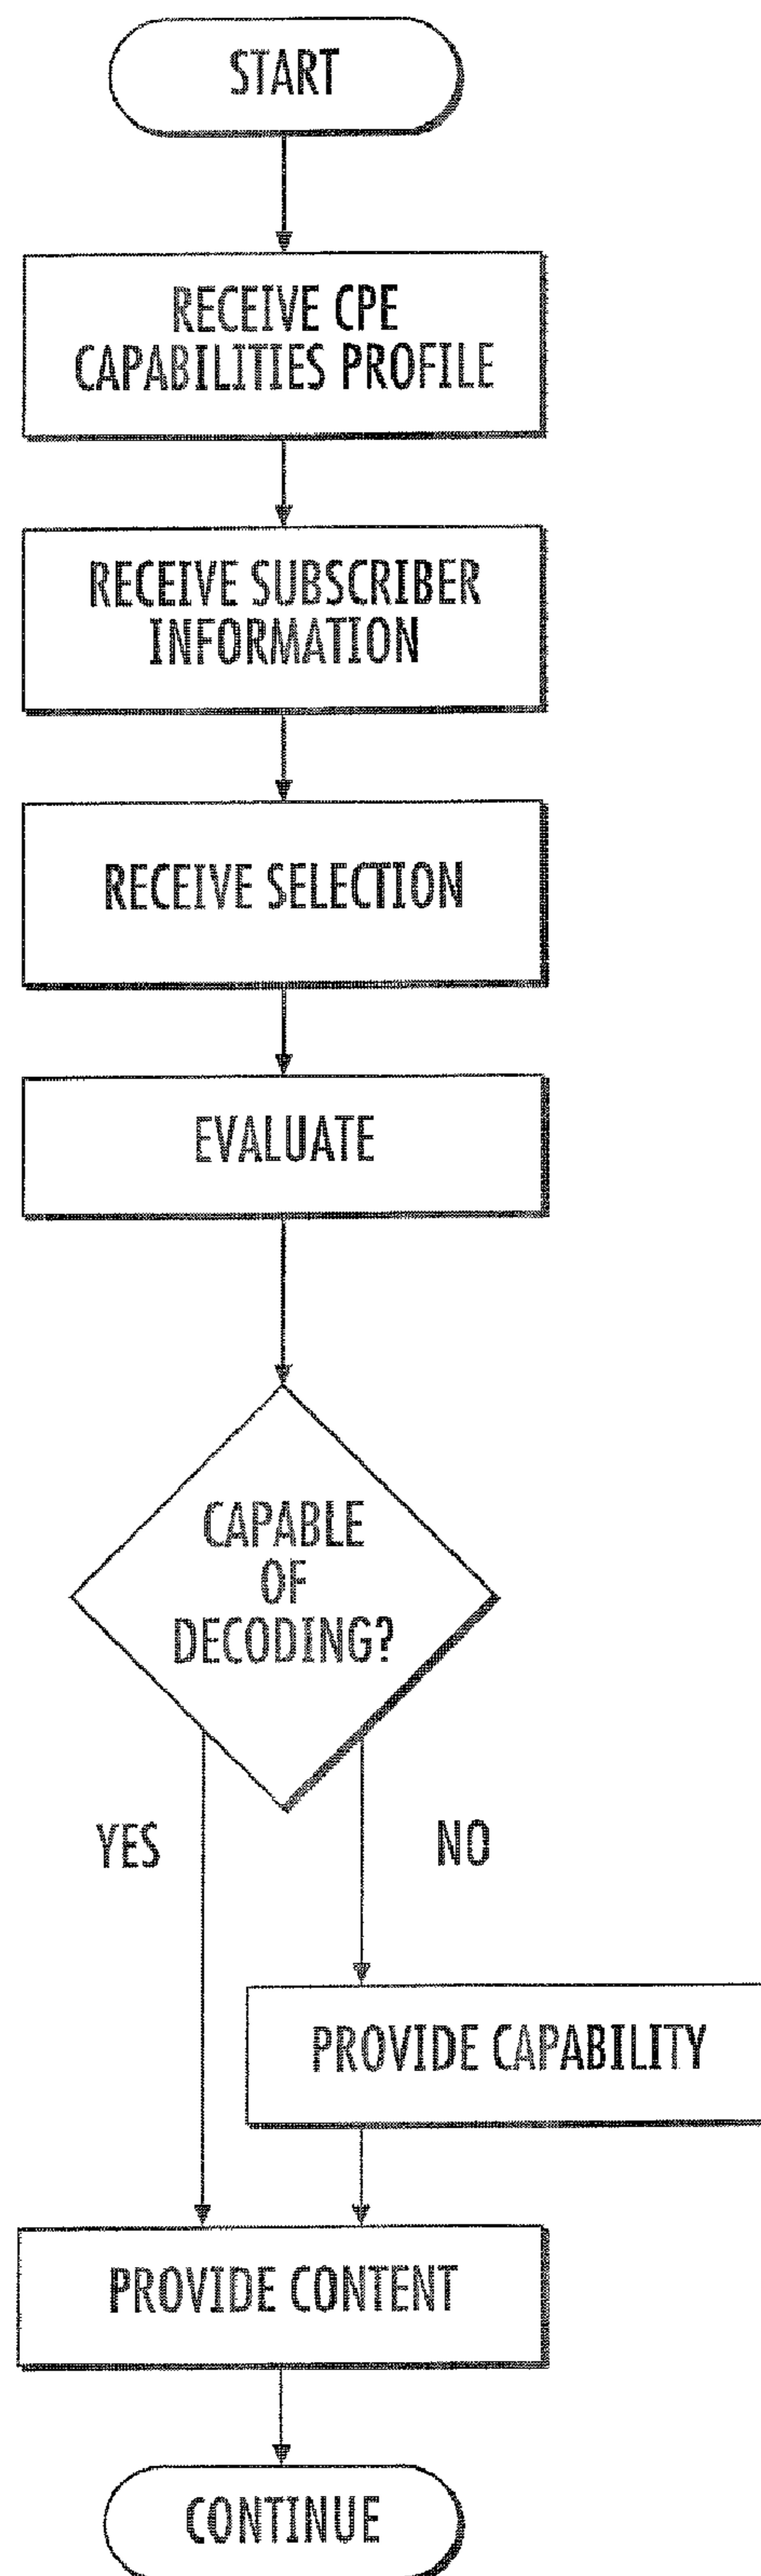 START
RECEIVE CPE
CAPABILITIES PROFILE
RECEIVE SUBSCRIBER
INFORMATION
RECEIVE SELECTION
EVALUATE
CAPABLE
OF
DECODING?
YES
NO
PROVIDE CAPABILITY
PROVIDE CONTENT
CONTINUE